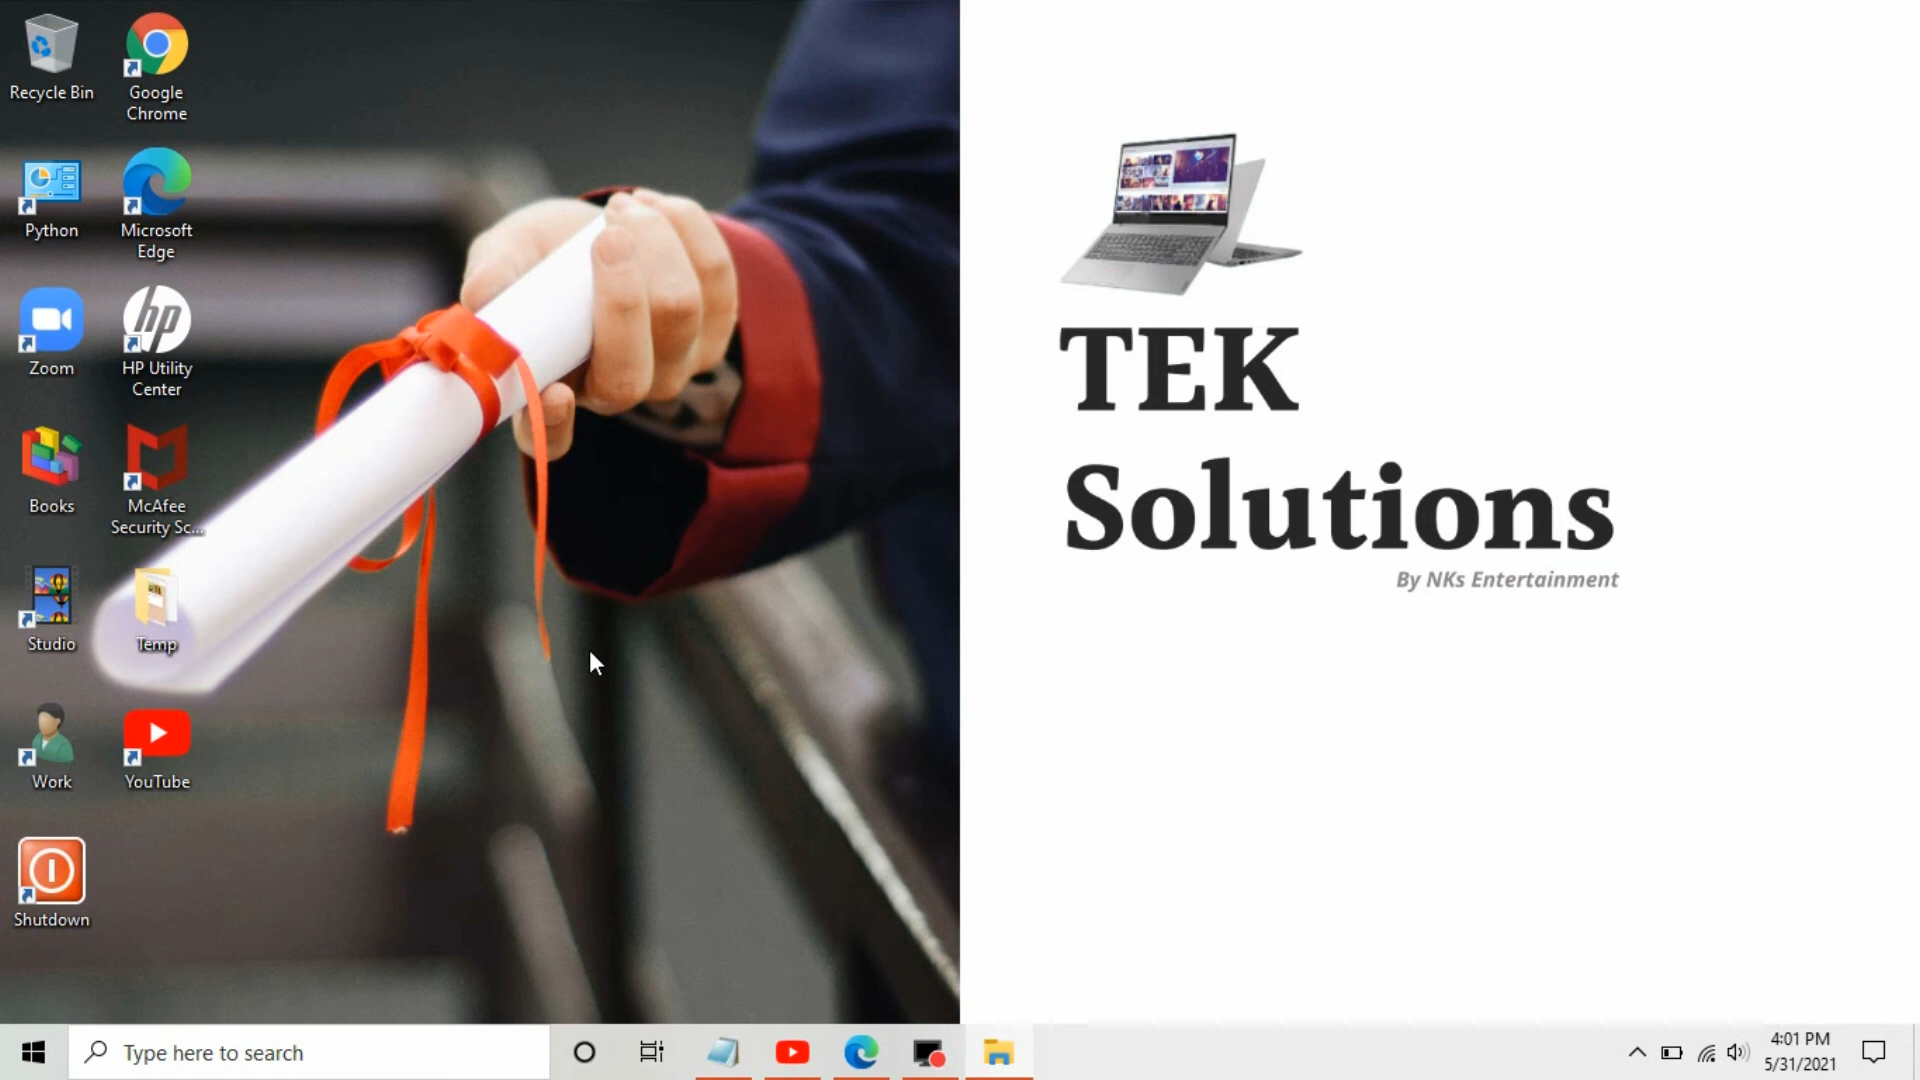 Recycle Bin
Google
Chrome
Python
Microsoft
Edge
Zoom
hp
HP Utility
Center
Books
McAfee
Security Sc...
Studio
Temp
Work
YouTube
Shutdown
TEK
Solutions
By NKs Entertainment
Type here to search
4:01 PM
5/31/2021